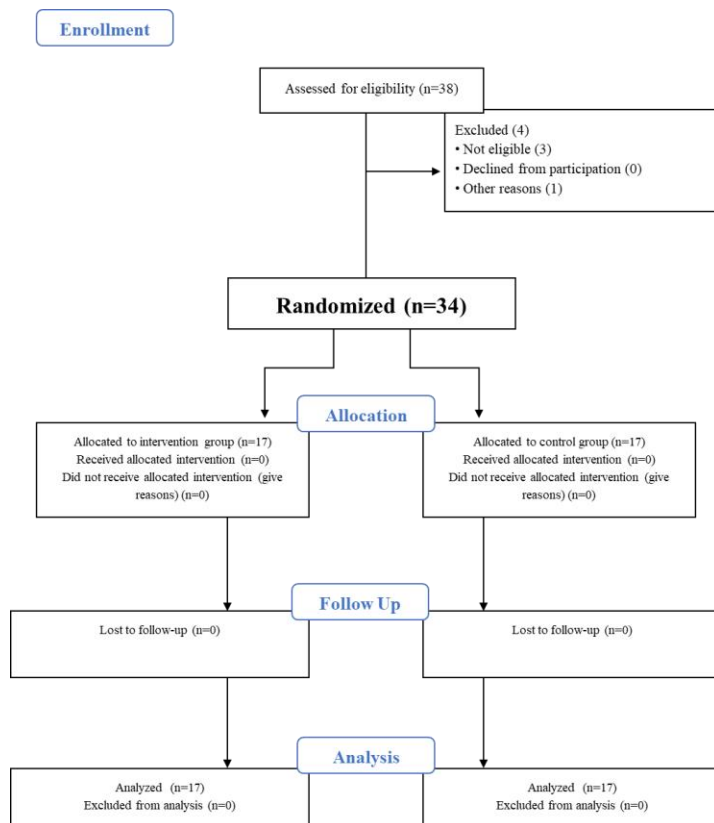 Enrollment
Assessed for eligibility (n=38)
Excluded (4)
• Not eligible (3)
• Declined from participation (0)
• Other reasons (1)
Randomized (n=34)
Allocation
Allocated to intervention group (n=17)
Received allocated intervention (n=0)
Did not receive allocated intervention (give
reasons) (n=0)
Allocated to control group (n=17)
Received allocated intervention (n=0)
Did not receive allocated intervention (give
reasons) (n=0)
Follow Up
Lost to follow-up (n=0)
Lost to follow-up (n=0)
Analysis
Analyzed (n=17)
Excluded from analysis (n=0)
Analyzed (n=17)
Excluded from analysis (n=0)